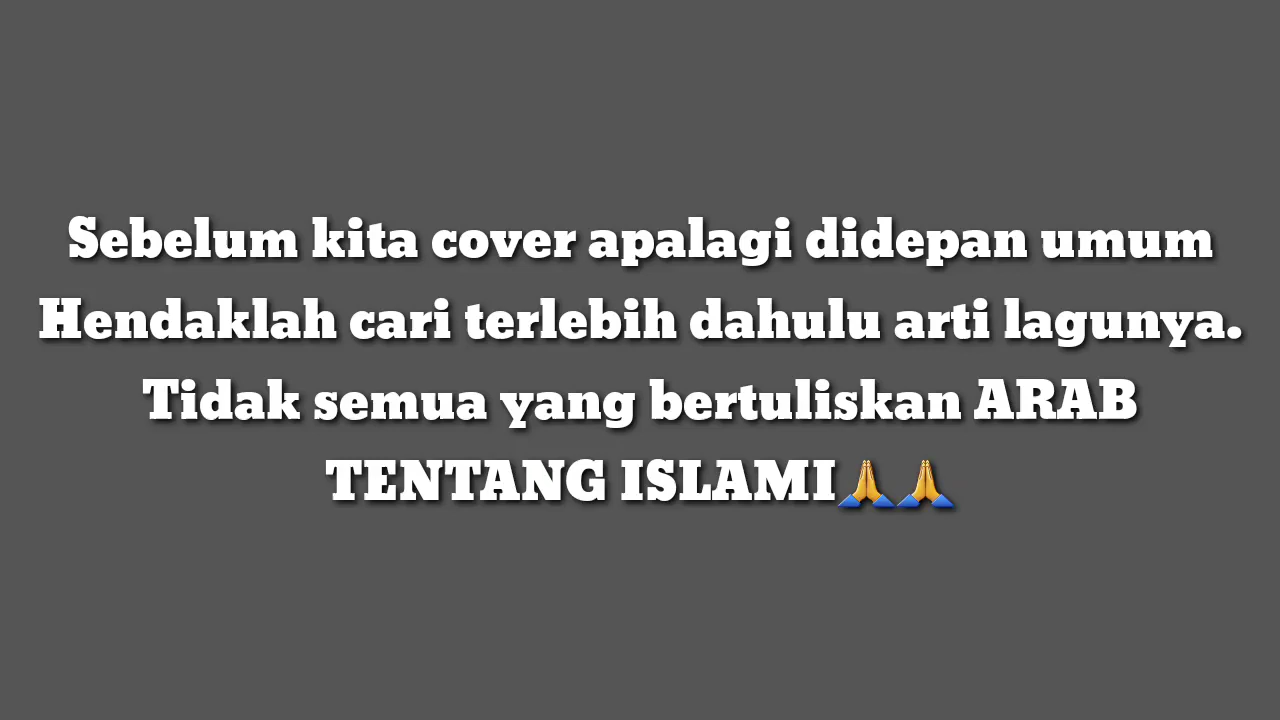 Sebelum kita cover apalagi didepan umum
Hendaklah cari terlebih dahulu arti lagunya.
Tidak semua yang bertuliskan ARAB
TENTANG ISLAMI🙏🙏